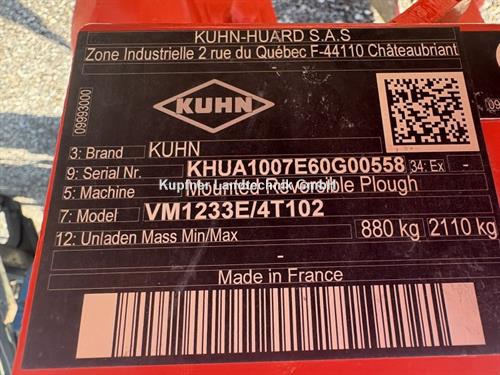 KUHN-HUARD S.A.S
Zone Industrielle 2 rue du Québec F-44110 Châteaubriant
KUHN
09993000
3: Brand KUHN
9: Serial Nr. KHUA1007E60G00558 34: Ex -
5: Machine Mounted Reversible Plough
Kupfner Landtechnik GmbH
7: Model VM1233E/4T102
12: Unladen Mass Min/Max 880 kg 2110 kg
-
Made in France